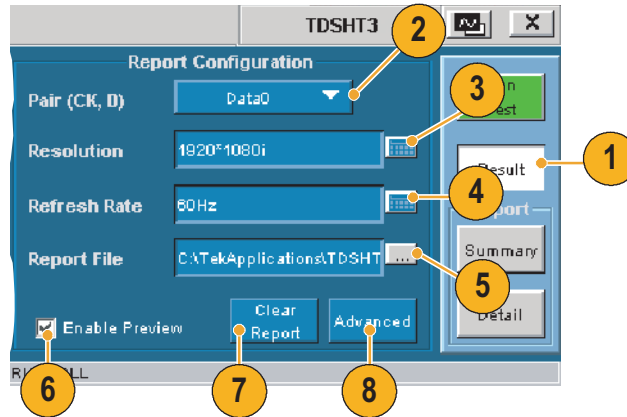 TDSHT3
X
2
Report Configuration
Pair (CK, D)
Data0
3
Resolution
1920*1080i
1
Result
4
Refresh Rate
60Hz
Report File
C:\TekApplications\TDSHT
...
5
Summary
Detail
Enable Preview
Clear
Report
Advanced
6
7
8